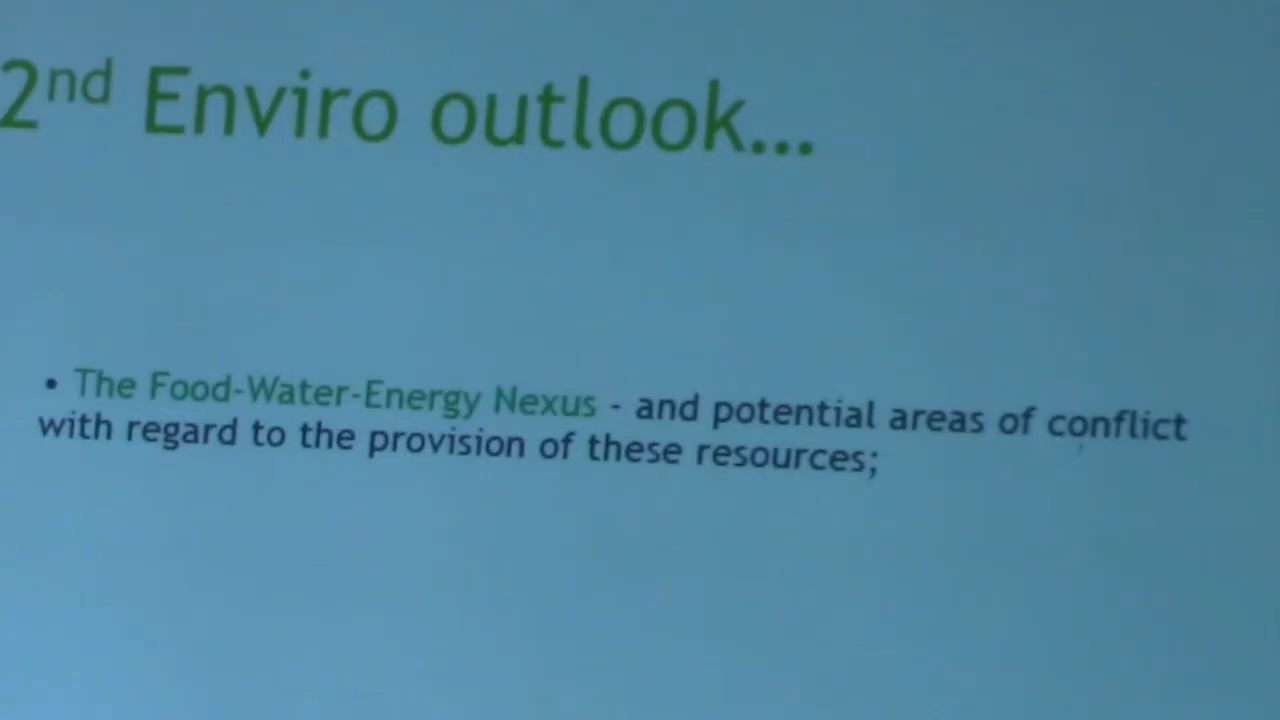 2nd Enviro outlook...
• The Food-Water-Energy Nexus - and potential areas of conflict
with regard to the provision of these resources;